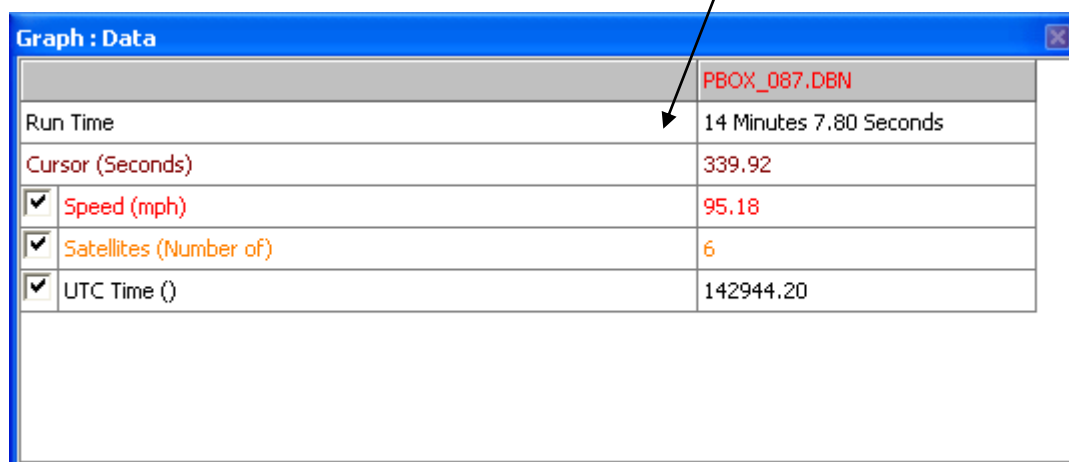 Graph : Data
PBOX_087.DBN
Run Time 14 Minutes 7.80 Seconds
Cursor (Seconds) 339.92
Speed (mph) 95.18
Satellites (Number of) 6
UTC Time () 142944.20